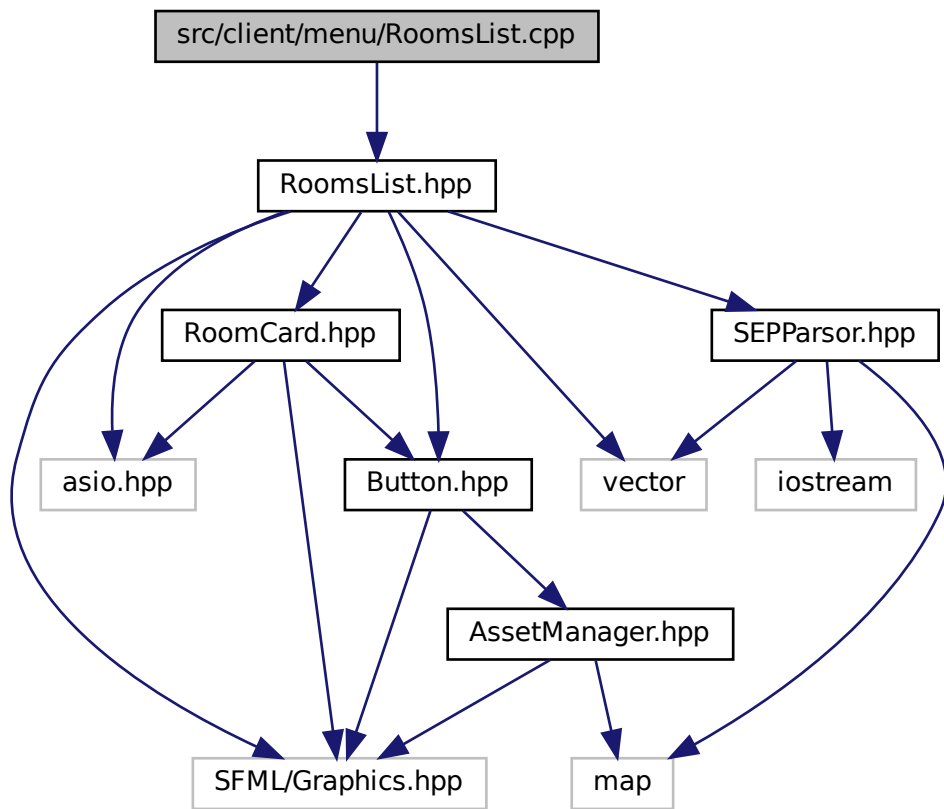 src/client/menu/RoomsList.cpp
RoomsList.hpp
RoomCard.hpp
SEPParsor.hpp
asio.hpp
Button.hpp
vector
iostream
AssetManager.hpp
SFML/Graphics.hpp
map